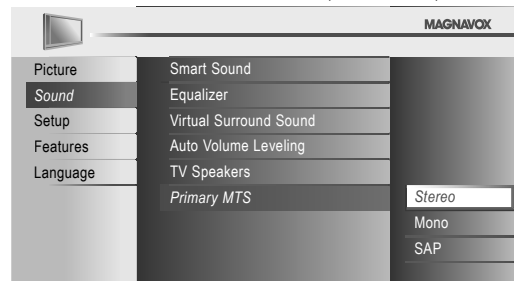 MAGNAVOX
Picture
Sound
Setup
Features
Language
Smart Sound
Equalizer
Virtual Surround Sound
Auto Volume Leveling
TV Speakers
Primary MTS
Stereo
Mono
SAP